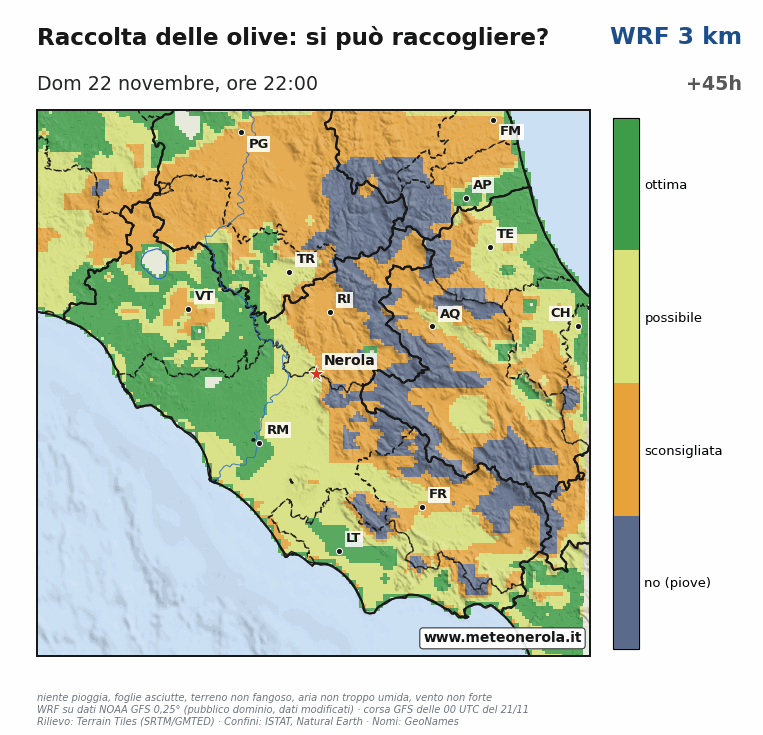 Raccolta delle olive: si può raccogliere?
WRF 3 km
Dom 22 novembre, ore 22:00
+45h
FM
PG
AP
ottima
TE
TR
VT
RI
AQ
CH
possibile
Nerola
RM
sconsigliata
FR
LT
no (piove)
www.meteonerola.it
niente pioggia, foglie asciutte, terreno non fangoso, aria non troppo umida, vento non forte
WRF su dati NOAA GFS 0,25° (pubblico dominio, dati modificati) · corsa GFS delle 00 UTC del 21/11
Rilievo: Terrain Tiles (SRTM/GMTED) · Confini: ISTAT, Natural Earth · Nomi: GeoNames